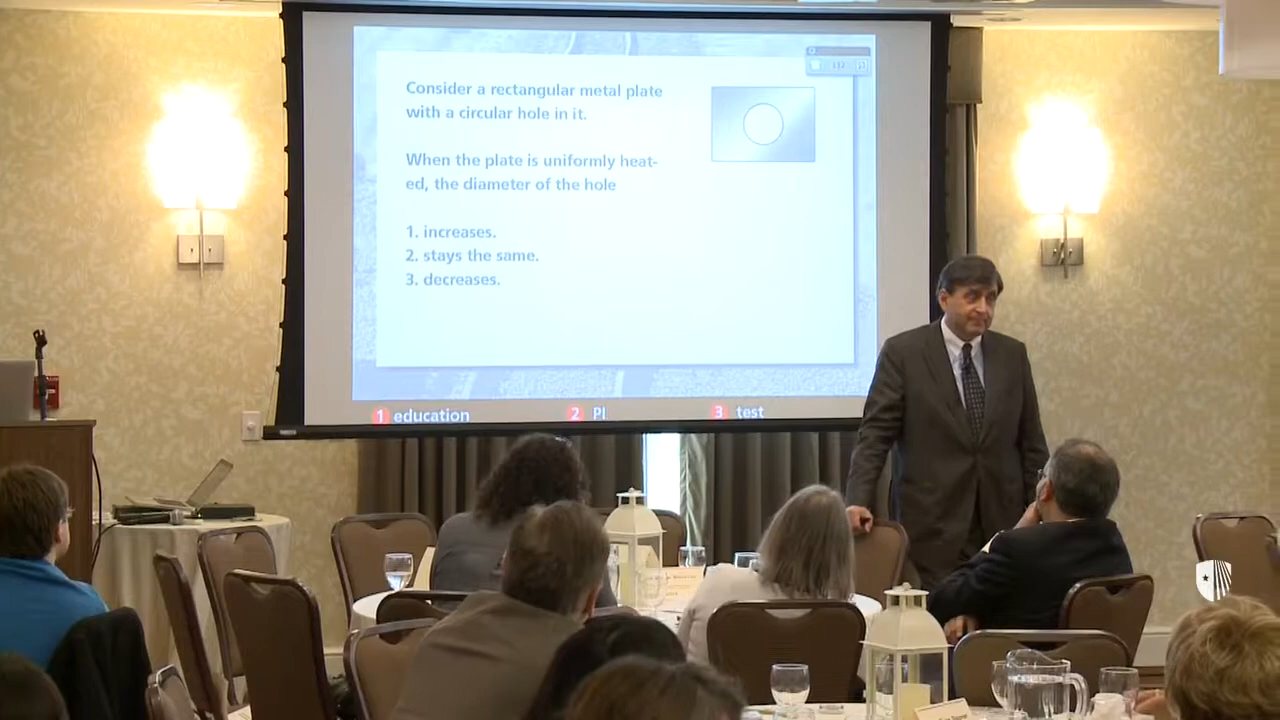 Consider a rectangular metal plate
with a circular hole in it.
When the plate is uniformly heat-
ed, the diameter of the hole
1. increases.
2. stays the same.
3. decreases.
1 education 2 PI 3 test